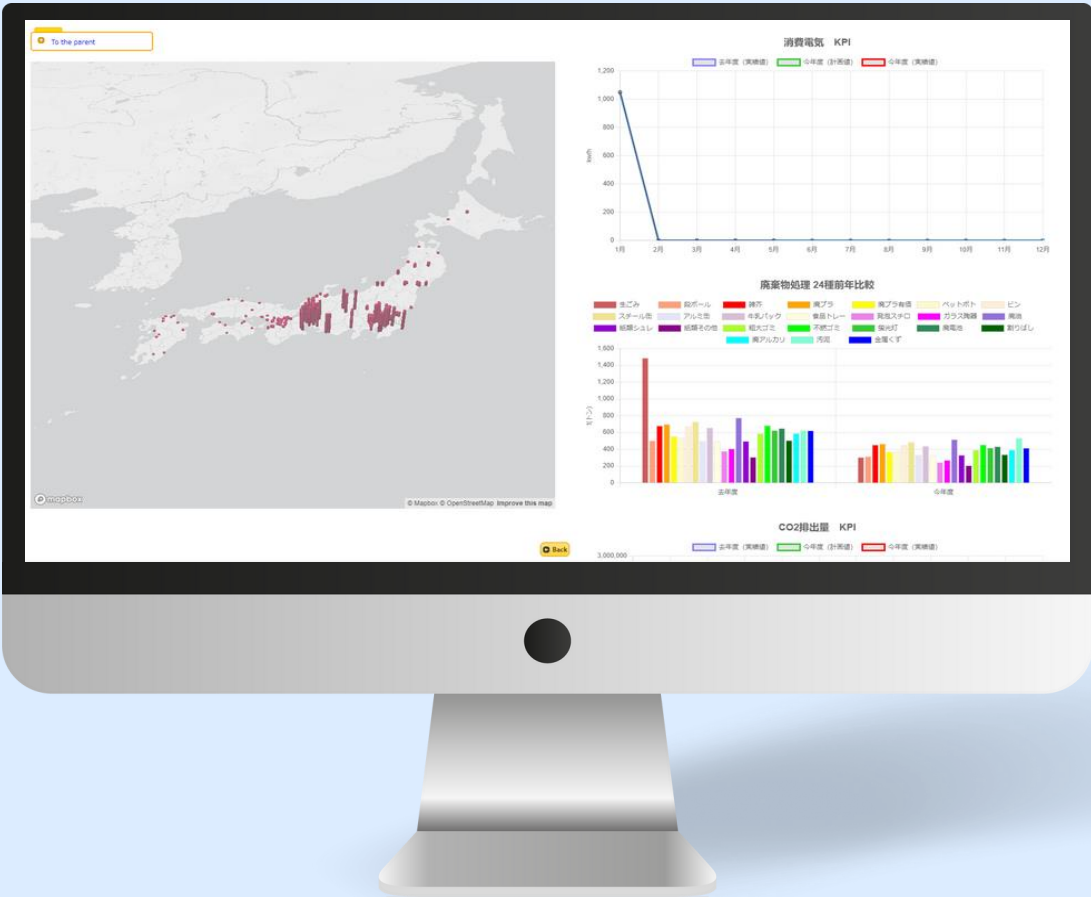 To the parent
mapbox
© Mapbox © OpenStreetMap Improve this map
Back
消費電気 KPI
去年度（実績値） 今年度（計画値） 今年度（実績値）
1,200
1,000
800
600
400
200
0
1月 2月 3月 4月 5月 6月 7月 8月 9月 10月 11月 12月
廃棄物処理 24種前年比較
生ごみ 段ボール 雑芥 廃プラ 廃プラ有価 ペットボト ビン
スチール缶 アルミ缶 牛乳パック 食品トレー 発泡スチロ ガラス陶器 廃油
紙類シュレ 紙類その他 粗大ゴミ 不燃ゴミ 蛍光灯 廃電池 割りばし
廃アルカリ 汚泥 金属くず
1,600
1,400
1,200
1,000
800
600
400
200
0
t(トン)
去年度 今年度
CO2排出量 KPI
去年度（実績値） 今年度（計画値） 今年度（実績値）
3,000,000